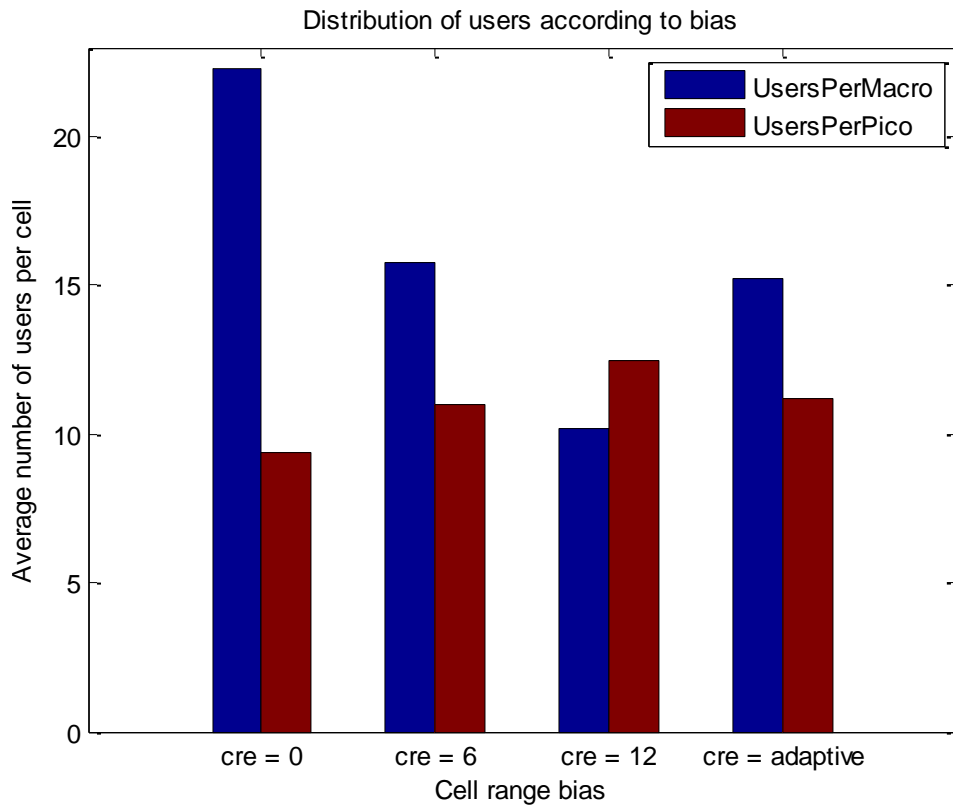 Distribution of users according to bias
UsersPerMacro
UsersPerPico
Average number of users per cell
20
15
10
5
0
cre = 0 cre = 6 cre = 12 cre = adaptive
Cell range bias